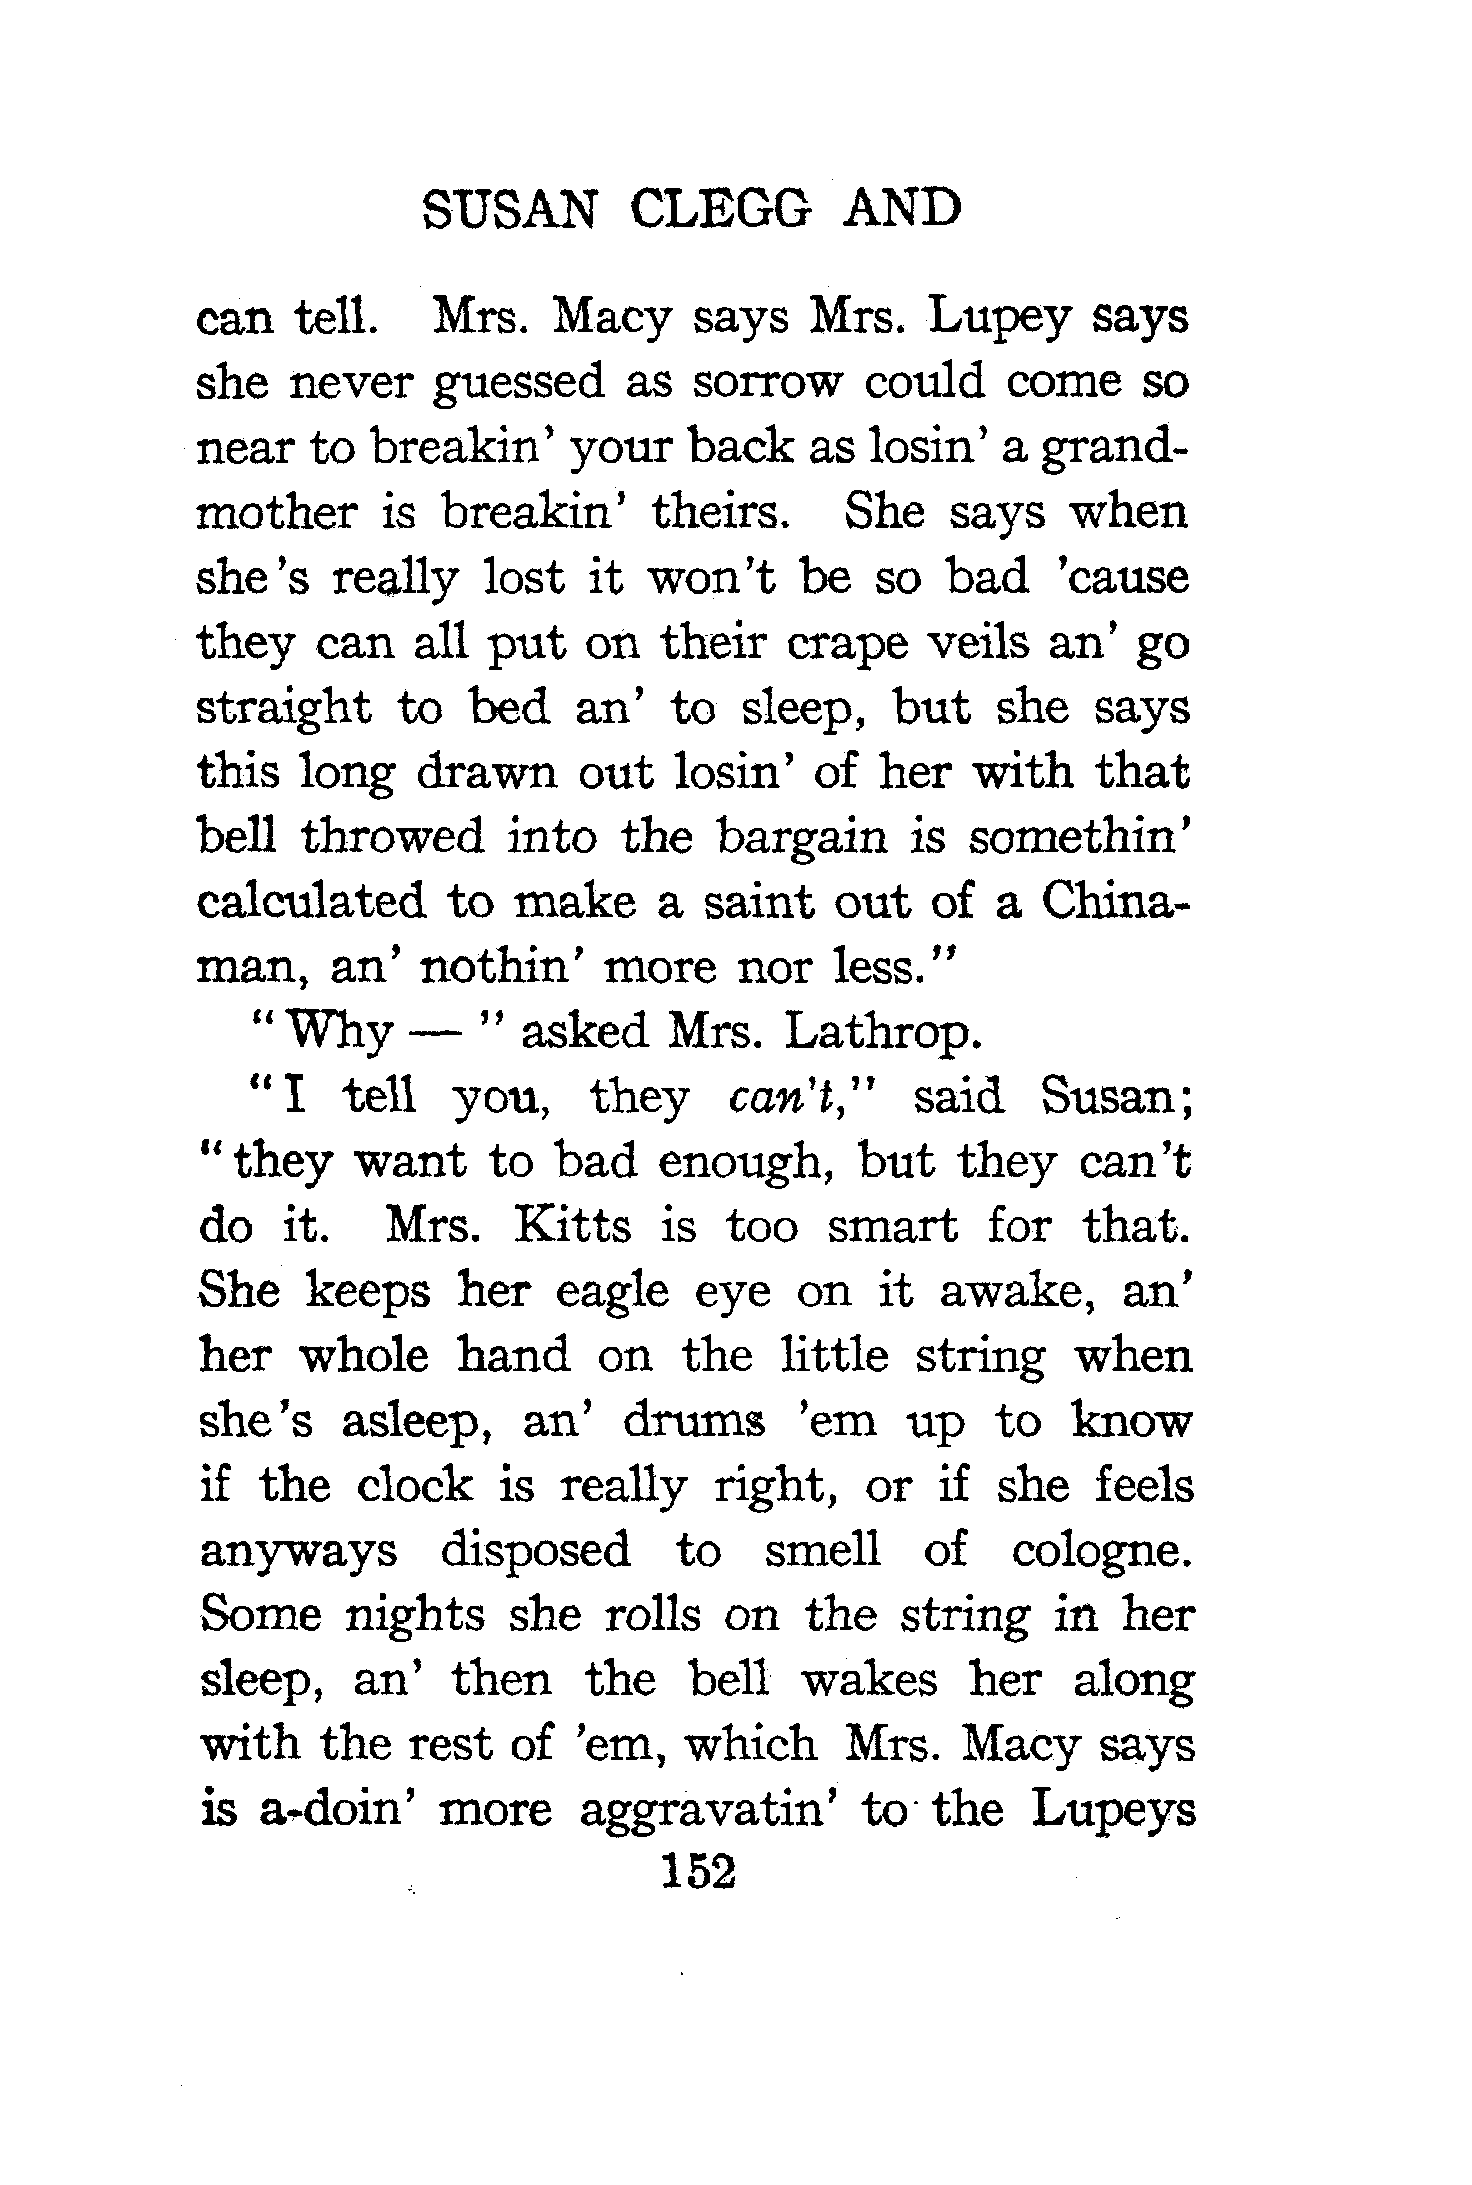 SUSAN CLEGG AND
can tell. Mrs. Macy says Mrs. Lupey says
she never guessed as sorrow could come so
near to breakin’ your back as losin’ a grand-
mother is breakin’ theirs. She says when
she ’s really lost it won’t be so bad ’cause
they can all put on their crape veils an’ go
straight to bed an’ to sleep, but she says
this long drawn out losin’ of her with that
bell throwed into the bargain is somethin’
calculated to make a saint out of a China-
man, an’ nothin’ more nor less.”
“ Why — ” asked Mrs. Lathrop.
“ I tell you, they can’t,” said Susan;
“ they want to bad enough, but they can’t
do it. Mrs. Kitts is too smart for that.
She keeps her eagle eye on it awake, an’
her whole hand on the little string when
she ’s asleep, an’ drums ’em up to know
if the clock is really right, or if she feels
anyways disposed to smell of cologne.
Some nights she rolls on the string in her
sleep, an’ then the bell wakes her along
with the rest of ’em, which Mrs. Macy says
is a-doin’ more aggravatin’ to the Lupeys
152